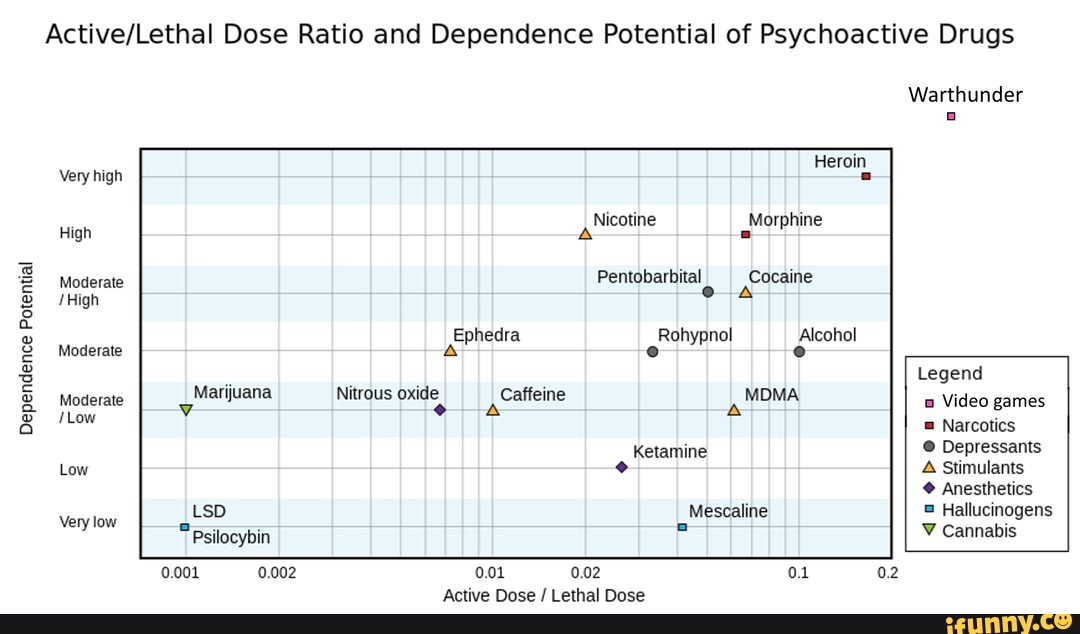 Active/Lethal Dose Ratio and Dependence Potential of Psychoactive Drugs
Warthunder
Heroin
Very high
Nicotine
Morphine
High
Pentobarbital
Cocaine
Moderate
/ High
Ephedra
Rohypnol
Alcohol
Moderate
Marijuana
Nitrous oxide
Caffeine
MDMA
Moderate
/ Low
Ketamine
Low
LSD
Psilocybin
Mescaline
Very low
Dependence Potential
0.001
0.002
0.01
0.02
0.1
0.2
Active Dose / Lethal Dose
Legend
Video games
Narcotics
Depressants
Stimulants
Anesthetics
Hallucinogens
Cannabis
ifunny.co